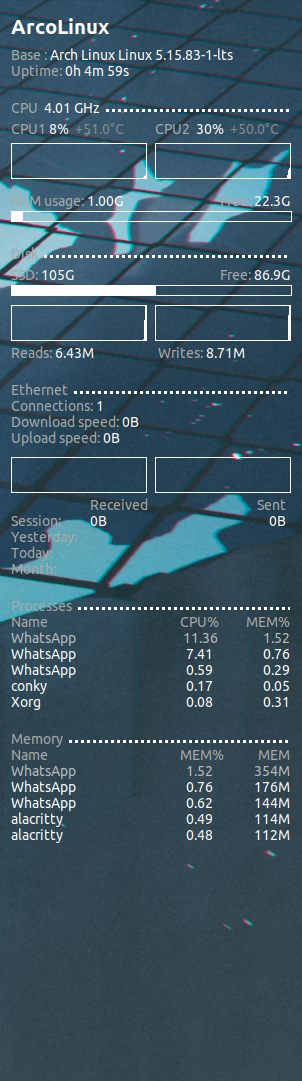 ArcoLinux
Base : Arch Linux Linux 5.15.83-1-lts
Uptime: 0h 4m 59s
CPU 4.01 GHz
CPU1 8% +51.0°C CPU2 30% +50.0°C
RAM usage: 1.00G Free: 22.3G
Disk
SSD: 105G Free: 86.9G
Reads: 6.43M Writes: 8.71M
Ethernet
Connections: 1
Download speed: 0B
Upload speed: 0B
Received Sent
Session: 0B 0B
Yesterday:
Today:
Month:
Processes
Name CPU% MEM%
WhatsApp 11.36 1.52
WhatsApp 7.41 0.76
WhatsApp 0.59 0.29
conky 0.17 0.05
Xorg 0.08 0.31
Memory
Name MEM% MEM
WhatsApp 1.52 354M
WhatsApp 0.76 176M
WhatsApp 0.62 144M
alacritty 0.49 114M
alacritty 0.48 112M